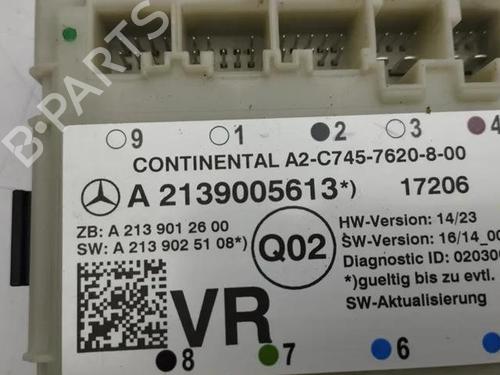 9 1 2 3 4
CONTINENTAL A2-C745-7620-8-00
A 2139005613*) 17206
ZB: A 213 901 26 00
SW: A 213 902 51 08*)
Q02
HW-Version: 14/23
SW-Version: 16/14_00
Diagnostic ID: 02030
*)gueltig bis zu evtl.
SW-Aktualisierung
VR
8 7 6
B-Parts